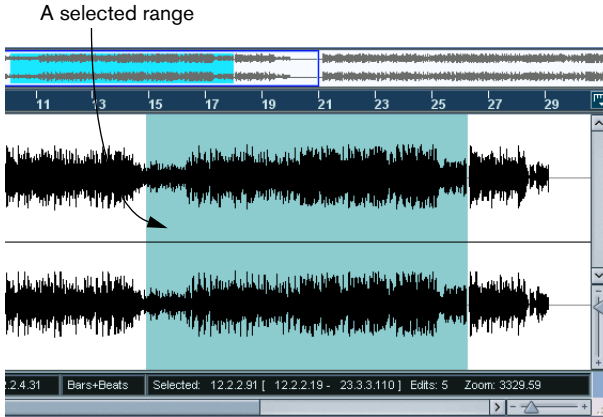 A selected range
11 13 15 17 19 21 23 25 27 29
2.2.4.31 Bars+Beats Selected: 12.2.2.91 [ 12.2.2.19 - 23.3.3.110 ] Edits: 5 Zoom: 3329.59